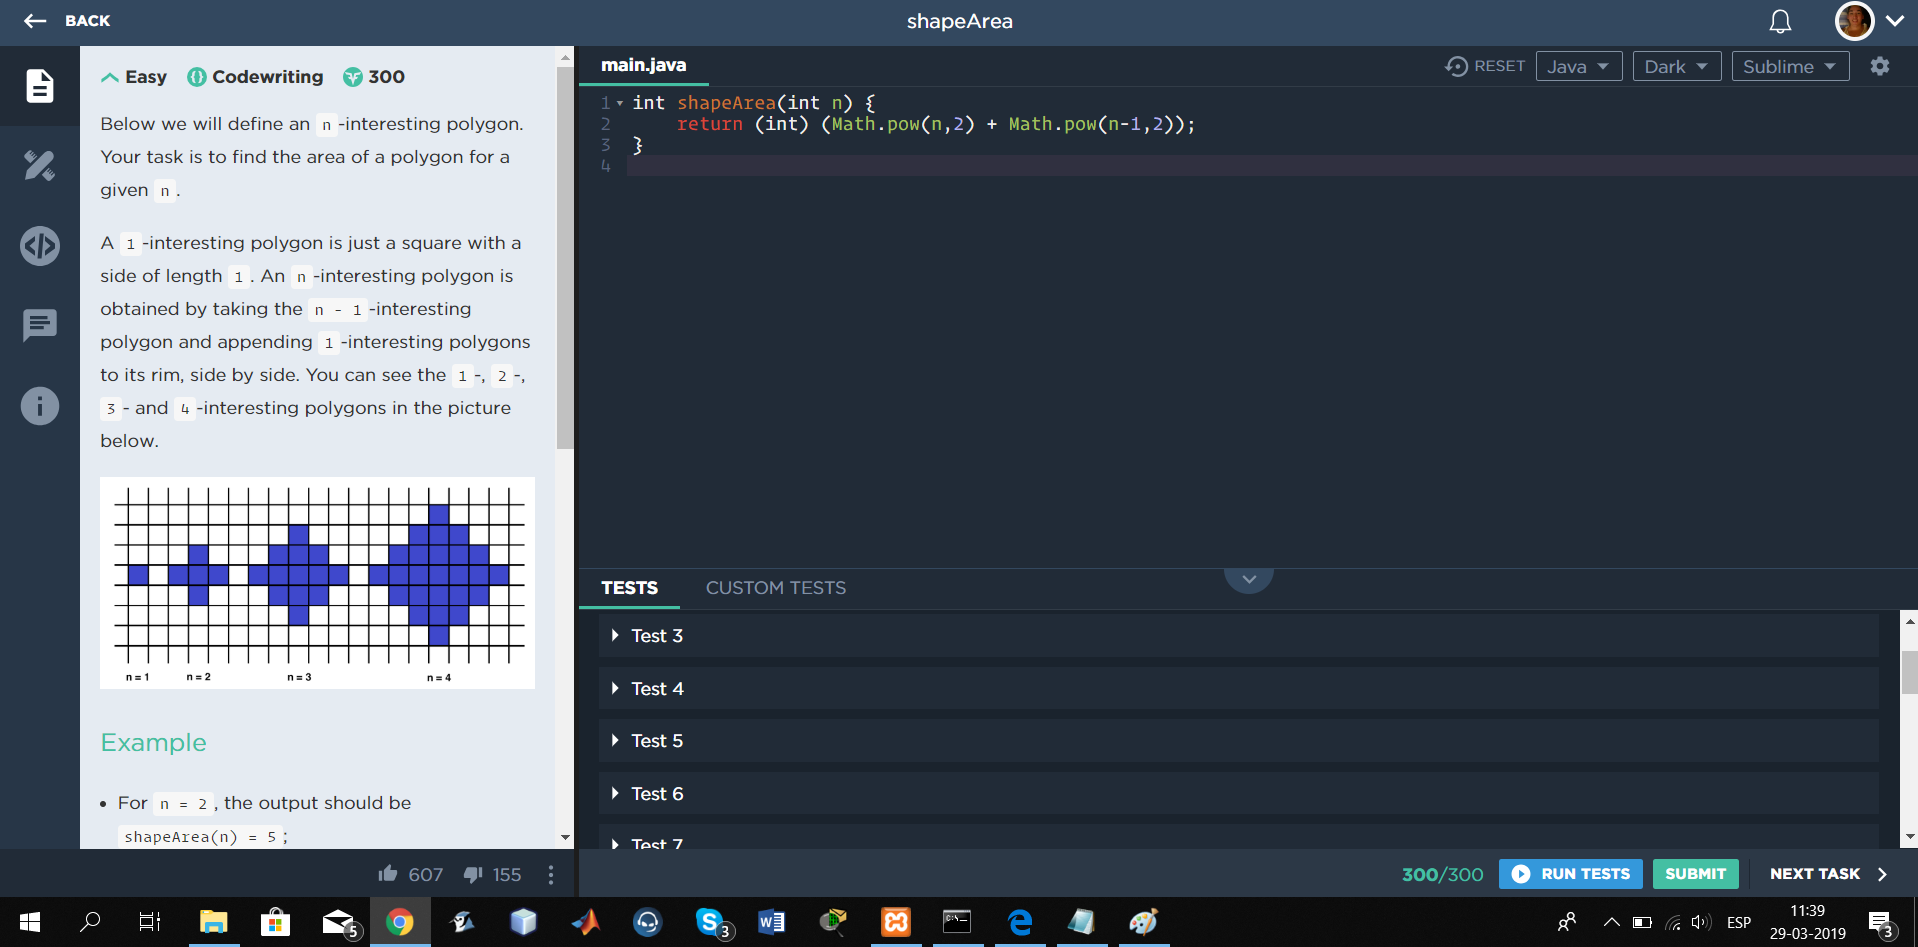 BACK
shapeArea
Easy Codewriting 300
Below we will define an n -interesting polygon.
Your task is to find the area of a polygon for a
given n .
A 1 -interesting polygon is just a square with a
side of length 1 . An n -interesting polygon is
obtained by taking the n - 1 -interesting
polygon and appending 1 -interesting polygons
to its rim, side by side. You can see the 1 -, 2 -,
3 - and 4 -interesting polygons in the picture
below.
n = 1 n = 2 n = 3 n = 4
Example
• For n = 2 , the output should be
shapeArea(n) = 5 ;
607 155
main.java
RESET Java Dark Sublime
1 int shapeArea(int n) {
2 return (int) (Math.pow(n,2) + Math.pow(n-1,2));
3 }
4
TESTS CUSTOM TESTS
Test 3
Test 4
Test 5
Test 6
Test 7
300/300 RUN TESTS SUBMIT NEXT TASK
5 S 3 W C:\_ ESP 11:39
29-03-2019 3